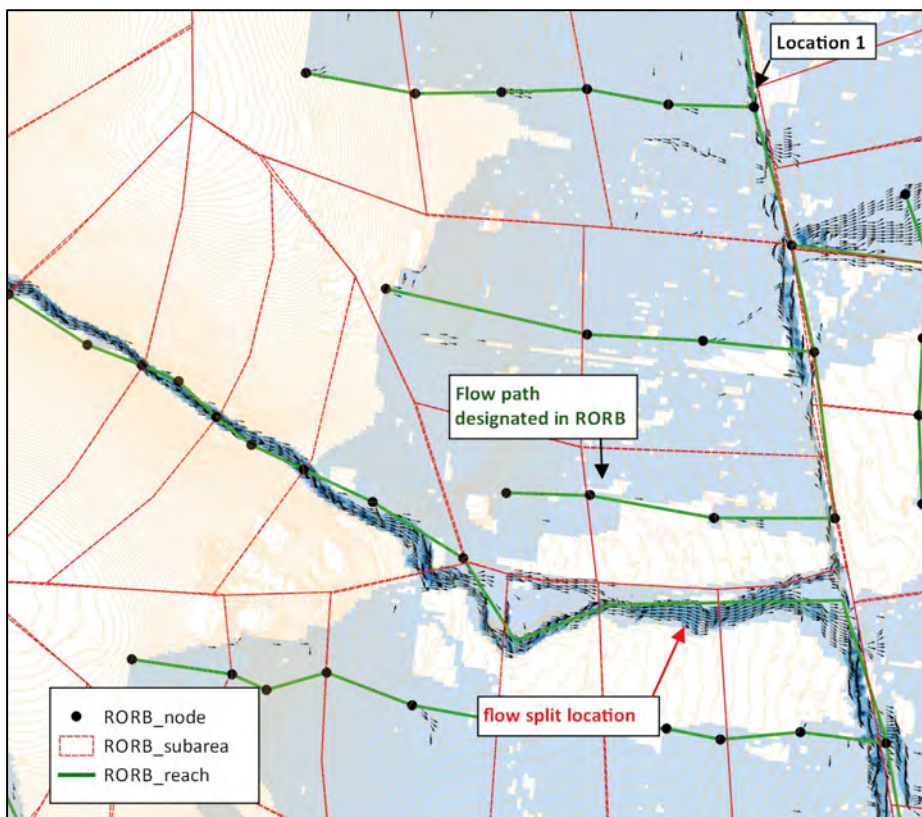 Location 1
Flow path
designated in RORB
flow split location
RORB_node
RORB_subarea
RORB_reach